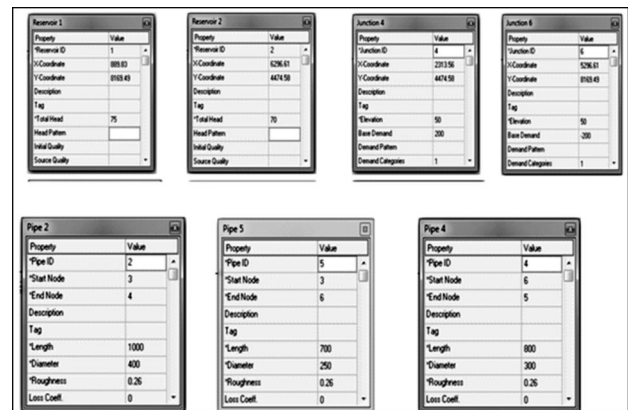 Reservoir 1
Property Value
*Reservoir ID 1
X-Coordinate 889.83
Y-Coordinate 8169.49
Description
Tag
*Total Head 75
Head Pattern
Initial Quality
Source Quality
Reservoir 2
Property Value
*Reservoir ID 2
X-Coordinate 6296.61
Y-Coordinate 4474.58
Description
Tag
*Total Head 70
Head Pattern
Initial Quality
Source Quality
Junction 4
Property Value
*Junction ID 4
X-Coordinate 2313.56
Y-Coordinate 4474.58
Description
Tag
*Elevation 50
Base Demand 200
Demand Pattern
Demand Categories 1
Junction 6
Property Value
*Junction ID 6
X-Coordinate 5296.61
Y-Coordinate 8169.49
Description
Tag
*Elevation 50
Base Demand -200
Demand Pattern
Demand Categories 1
Pipe 2
Property Value
*Pipe ID 2
*Start Node 3
*End Node 4
Description
Tag
*Length 1000
*Diameter 400
*Roughness 0.26
Loss Coeff. 0
Pipe 5
Property Value
*Pipe ID 5
*Start Node 3
*End Node 6
Description
Tag
*Length 700
*Diameter 250
*Roughness 0.26
Loss Coeff. 0
Pipe 4
Property Value
*Pipe ID 4
*Start Node 6
*End Node 5
Description
Tag
*Length 800
*Diameter 300
*Roughness 0.26
Loss Coeff. 0